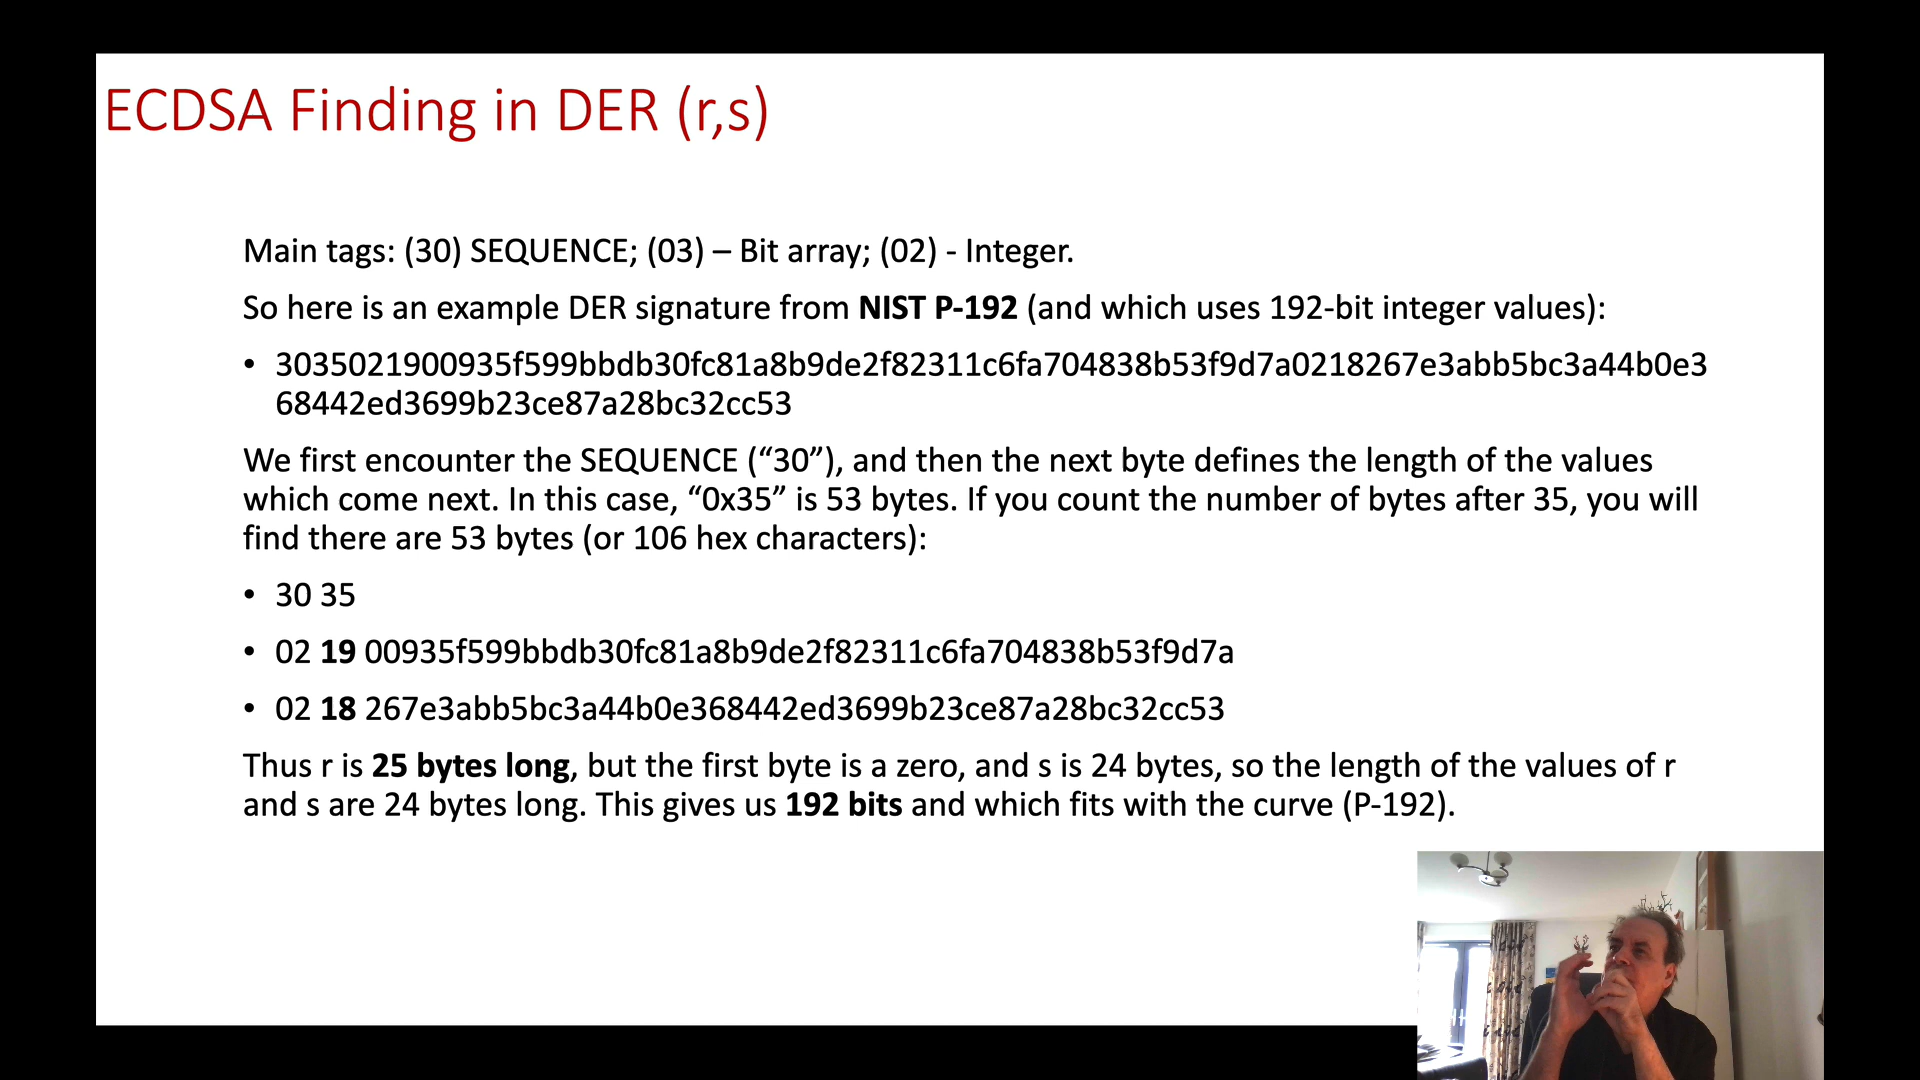 ECDSA Finding in DER (r,s)
Main tags: (30) SEQUENCE; (03) – Bit array; (02) - Integer.
So here is an example DER signature from NIST P-192 (and which uses 192-bit integer values):
• 3035021900935f599bbdb30fc81a8b9de2f82311c6fa704838b53f9d7a0218267e3abb5bc3a44b0e3
68442ed3699b23ce87a28bc32cc53
We first encounter the SEQUENCE (“30”), and then the next byte defines the length of the values
which come next. In this case, “0x35” is 53 bytes. If you count the number of bytes after 35, you will
find there are 53 bytes (or 106 hex characters):
• 30 35
• 02 19 00935f599bbdb30fc81a8b9de2f82311c6fa704838b53f9d7a
• 02 18 267e3abb5bc3a44b0e368442ed3699b23ce87a28bc32cc53
Thus r is 25 bytes long, but the first byte is a zero, and s is 24 bytes, so the length of the values of r
and s are 24 bytes long. This gives us 192 bits and which fits with the curve (P-192).